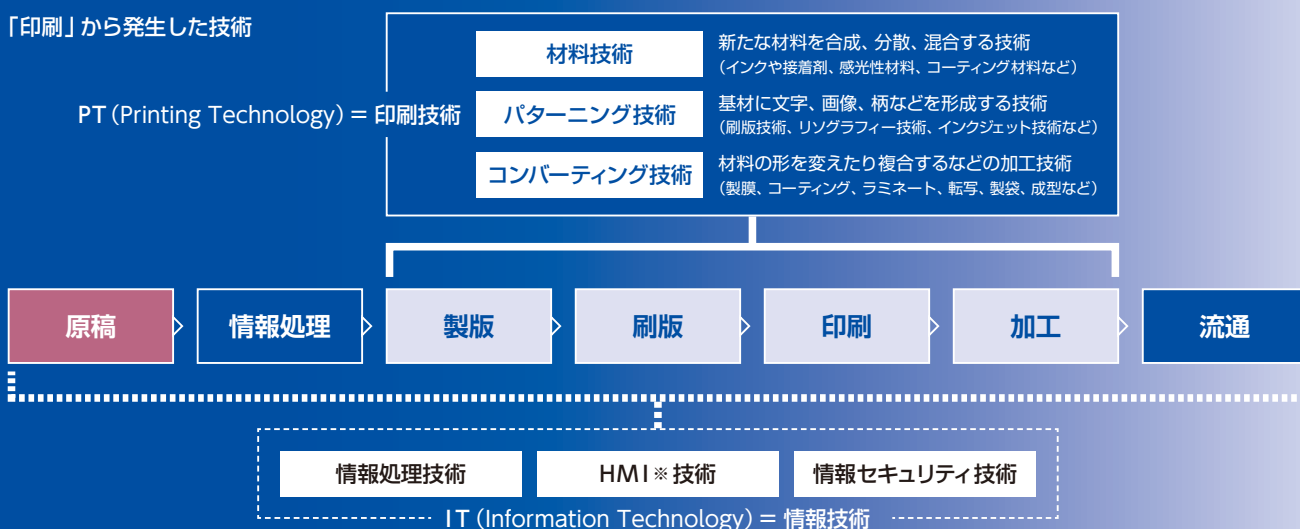 「印刷」から発生した技術
PT(Printing Technology)= 印刷技術
材料技術
新たな材料を合成、分散、混合する技術
(インクや接着剤、感光性材料、コーティング材料など)
パターニング技術
基材に文字、画像、柄などを形成する技術
(刷版技術、リソグラフィー技術、インクジェット技術など)
コンバーティング技術
材料の形を変えたり複合するなどの加工技術
(製膜、コーティング、ラミネート、転写、製袋、成型など)
原稿
情報処理
製版
刷版
印刷
加工
流通
情報処理技術
HMI※技術
情報セキュリティ技術
IT(Information Technology)= 情報技術